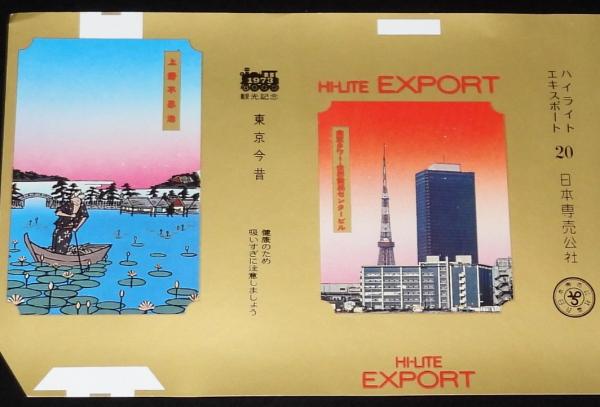 上野不忍池
1973
観光記念
東京今昔
健康のため
吸いすぎに注意しましょう
HI-LITE EXPORT
東京タワーと世界貿易センタービル
ハイライト
エキスポート
20
日本専売公社
HI-LITE
EXPORT